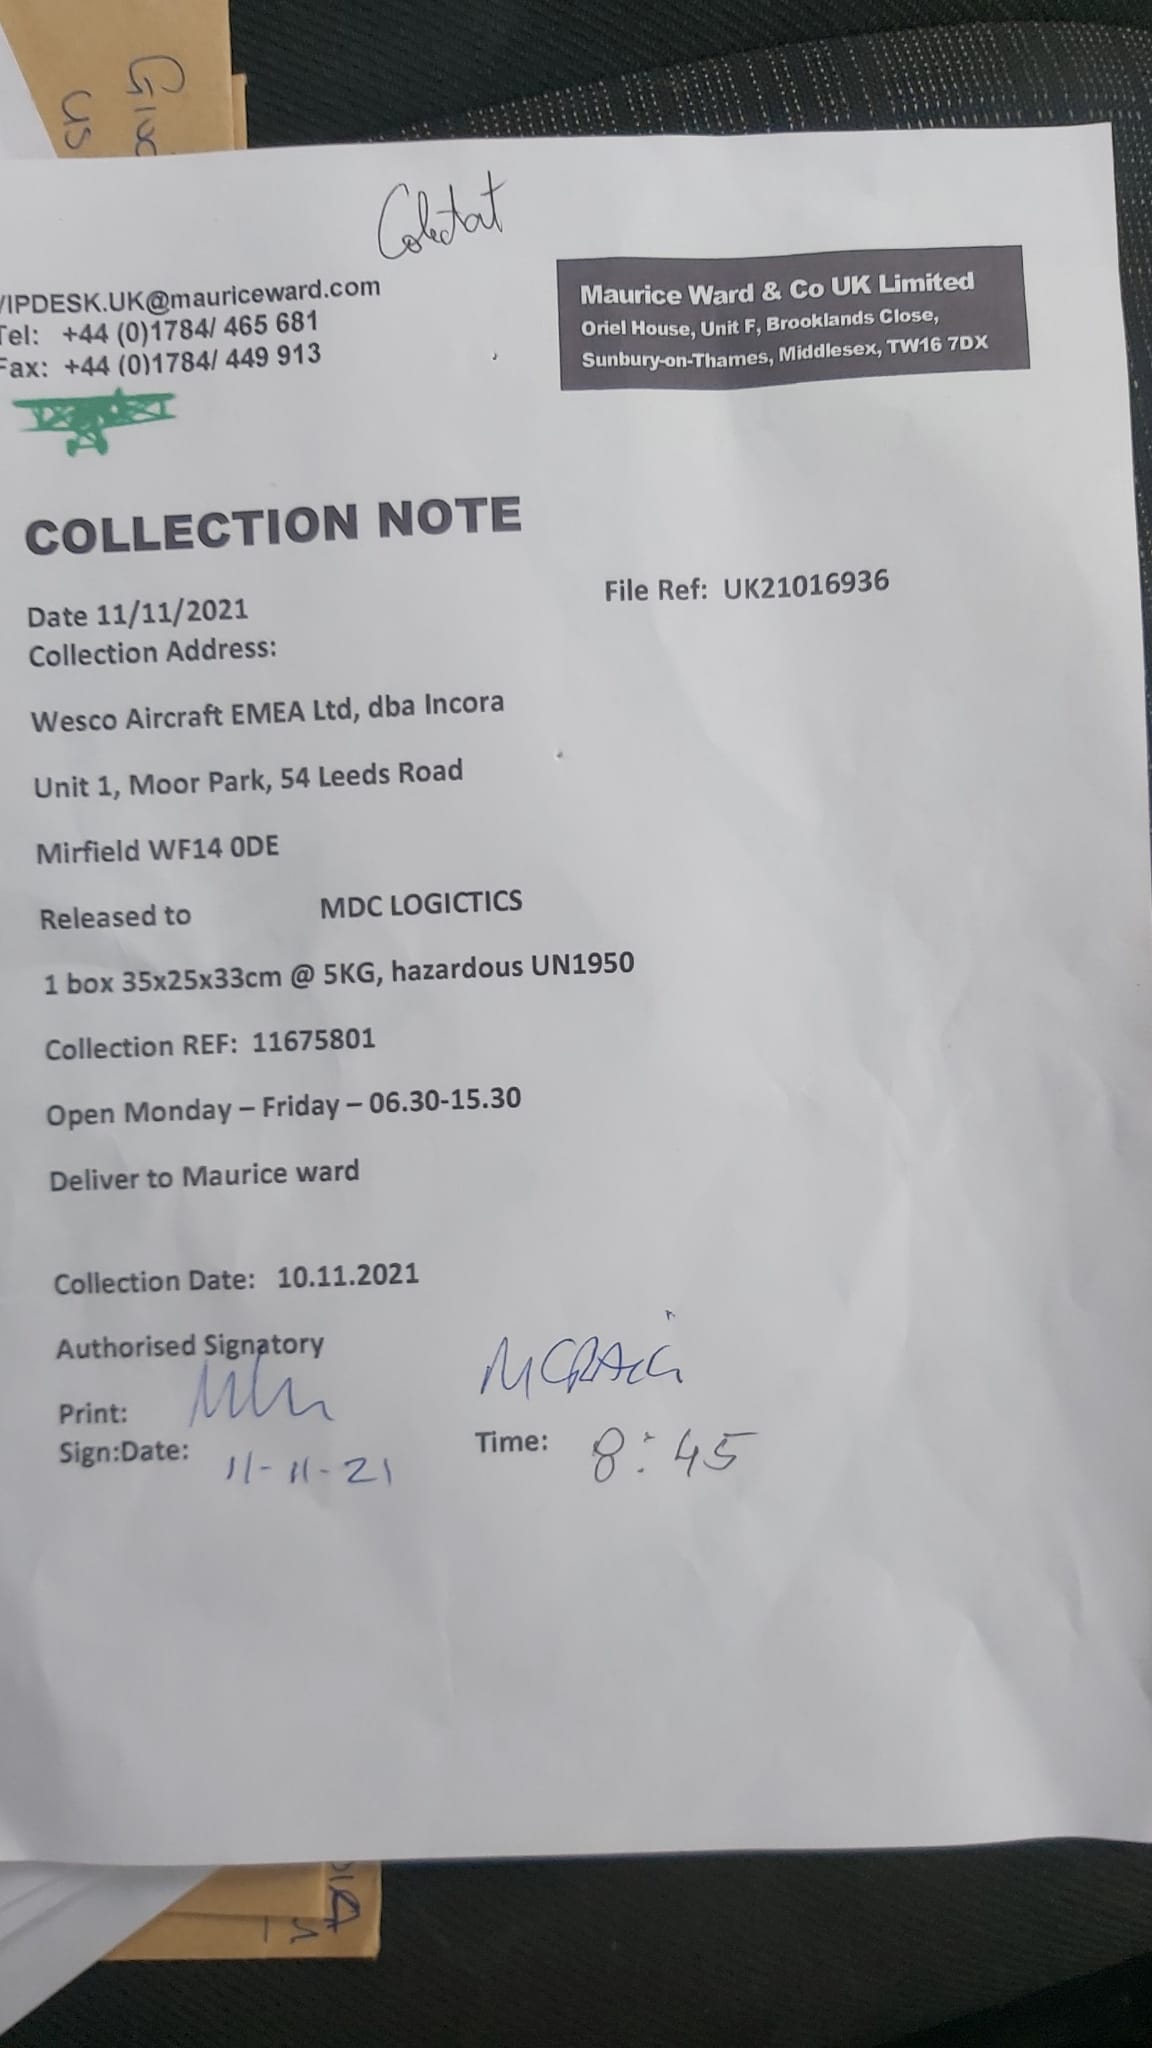 Colectat
VIPDESK.UK@mauriceward.com
Tel: +44 (0)1784/ 465 681
Fax: +44 (0)1784/ 449 913
Maurice Ward & Co UK Limited
Oriel House, Unit F, Brooklands Close,
Sunbury-on-Thames, Middlesex, TW16 7DX
COLLECTION NOTE
Date 11/11/2021
File Ref: UK21016936
Collection Address:
Wesco Aircraft EMEA Ltd, dba Incora
Unit 1, Moor Park, 54 Leeds Road
Mirfield WF14 0DE
Released to MDC LOGICTICS
1 box 35x25x33cm @ 5KG, hazardous UN1950
Collection REF: 11675801
Open Monday – Friday – 06.30-15.30
Deliver to Maurice ward
Collection Date: 10.11.2021
Authorised Signatory
Print:
Sign:Date: 11-11-21
Time: 8:45